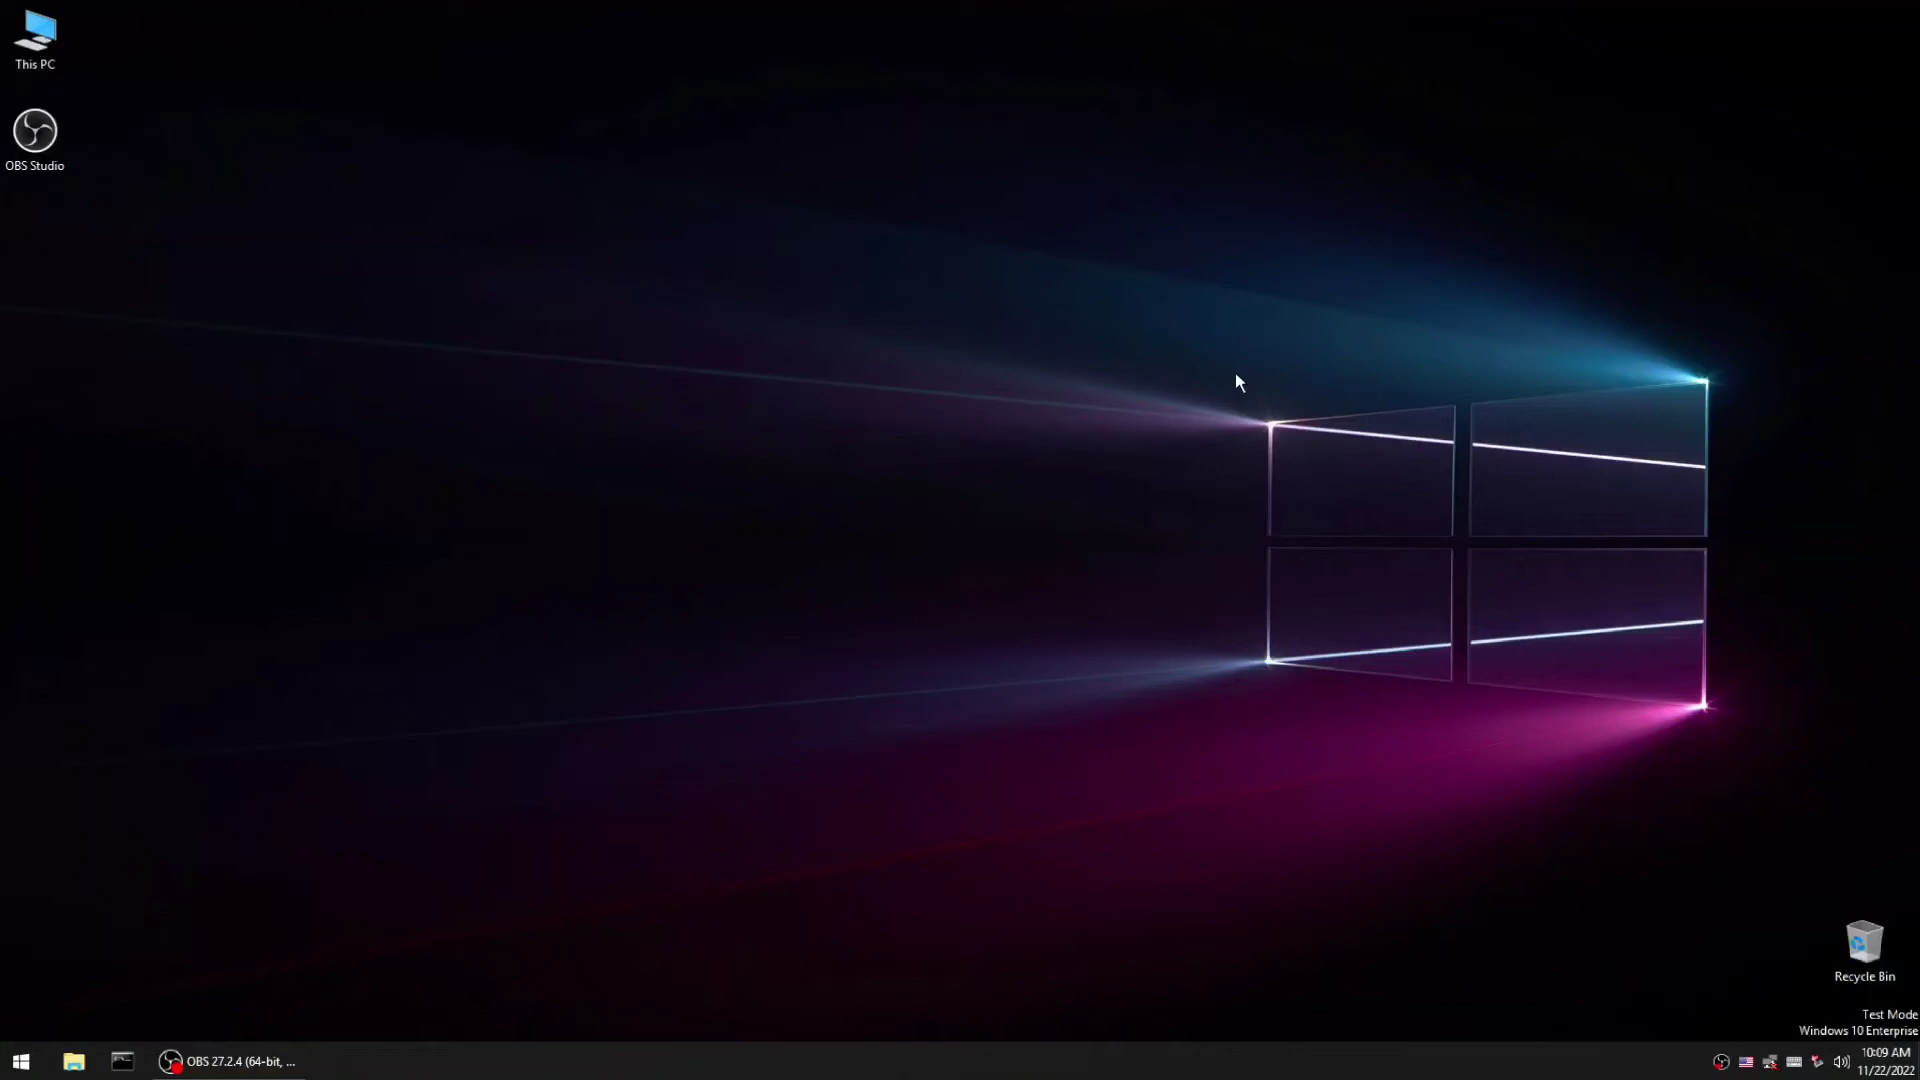 This PC
OBS Studio
Recycle Bin
Test Mode
Windows 10 Enterprise
OBS 27.2.4 (64-bit, ...
10:09 AM
11/22/2022